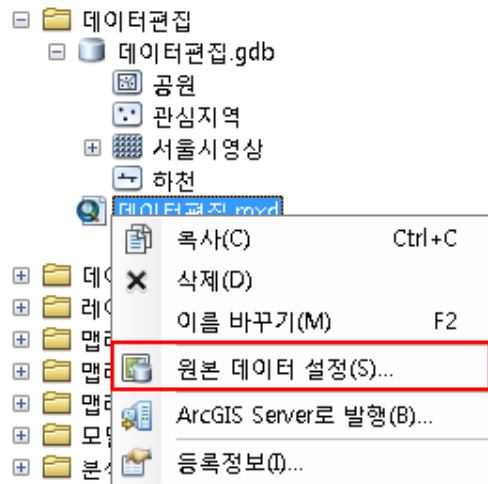 데이터편집
데이터편집.gdb
공원
관심지역
서울시영상
하천
데이터편집.mxd
복사(C) Ctrl+C
삭제(D)
이름 바꾸기(M) F2
원본 데이터 설정(S)...
ArcGIS Server로 발행(B)...
등록정보(I)...